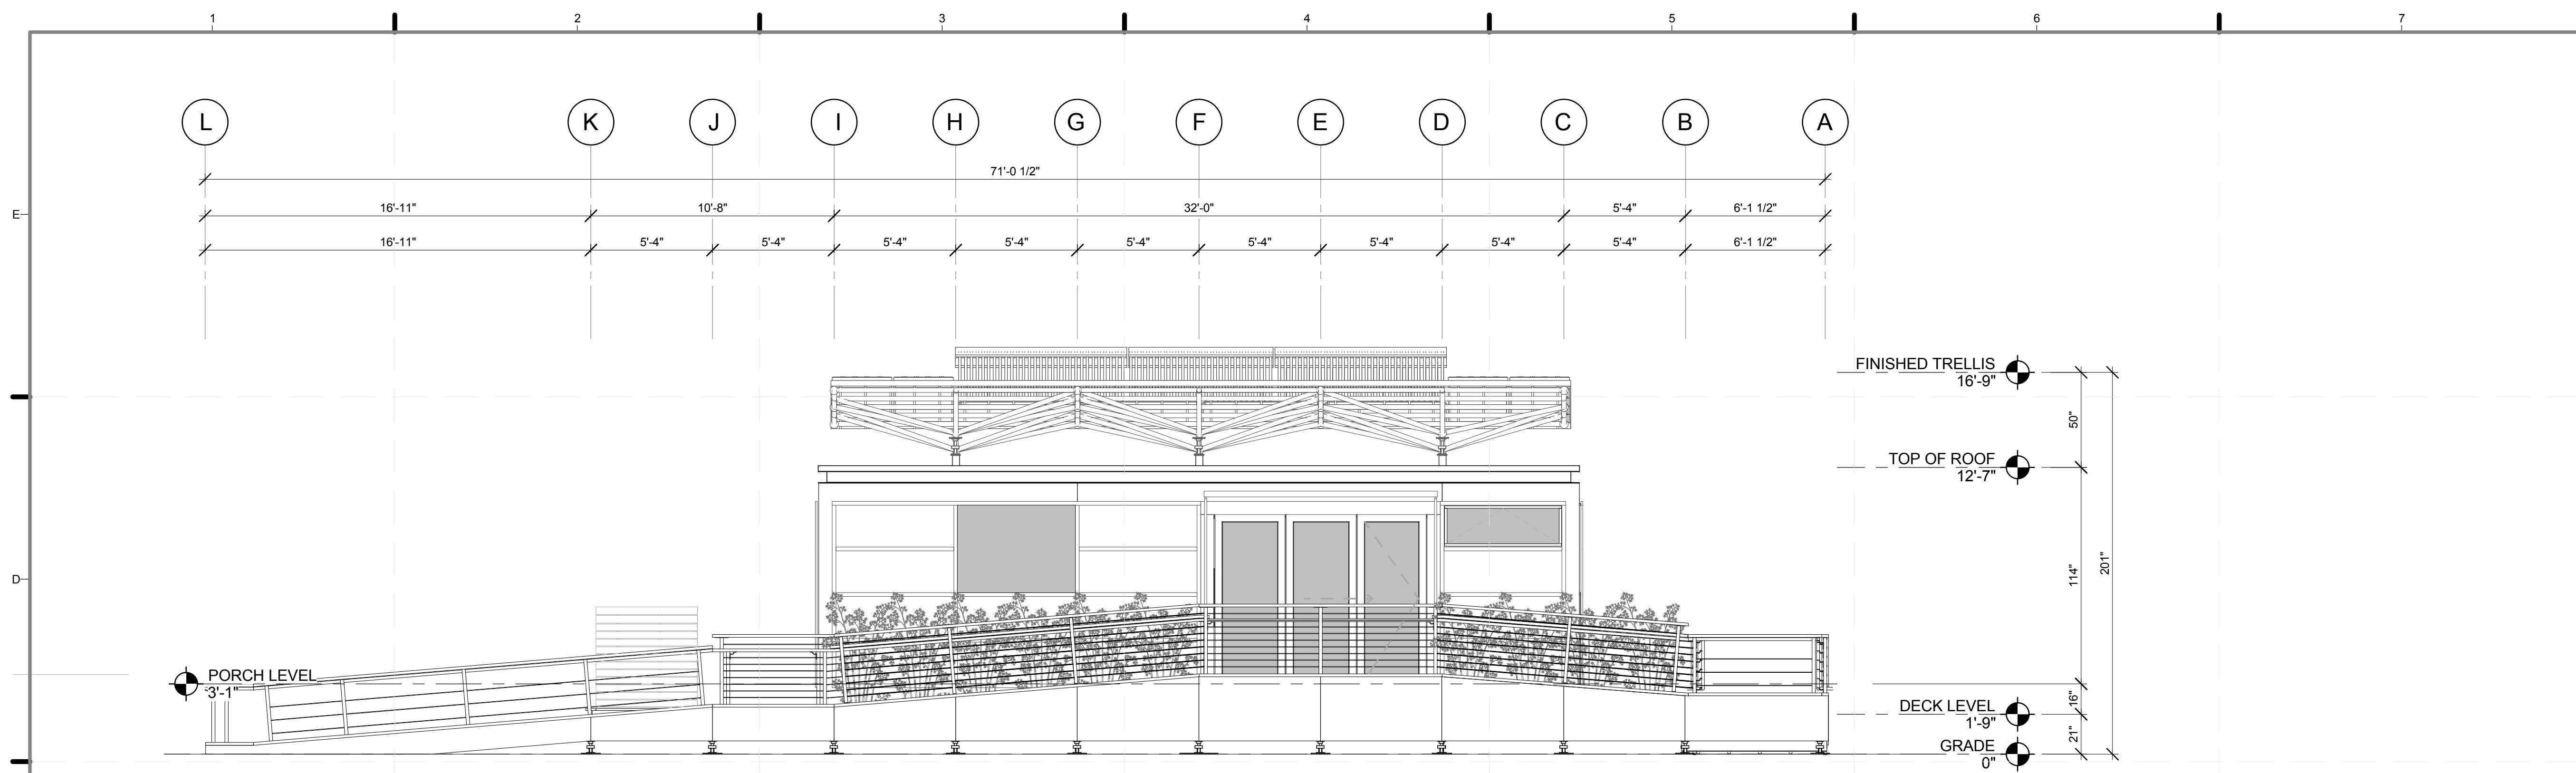 1 2 3 4 5 6 7
L K J I H G F E D C B A
71'-0 1/2"
E
16'-11" 10'-8" 32'-0" 5'-4" 6'-1 1/2"
16'-11" 5'-4" 5'-4" 5'-4" 5'-4" 5'-4" 5'-4" 5'-4" 5'-4" 5'-4" 6'-1 1/2"
FINISHED TRELLIS
16'-9"
50"
TOP OF ROOF
12'-7"
D
114"
201"
PORCH LEVEL
3'-1"
16"
DECK LEVEL
1'-9"
21"
GRADE
0"